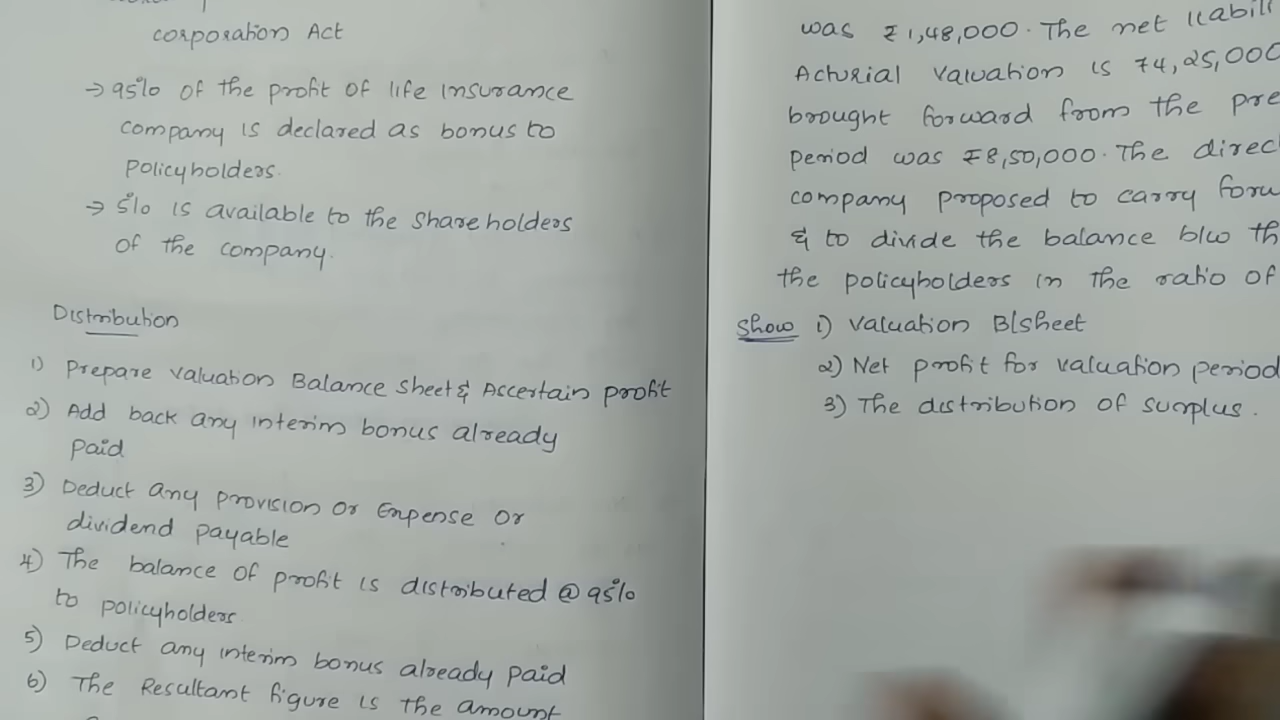 corporation Act
→ 95% of the profit of life insurance
company is declared as bonus to
policyholders.
→ 5% is available to the shareholders
of the company.
Distribution
1) Prepare valuation Balance sheet & Ascertain profit
2) Add back any interim bonus already
paid
3) Deduct any provision or Expense or
dividend payable
4) The balance of profit is distributed @ 95%
to policyholders
5) Deduct any interim bonus already paid
6) The Resultant figure is the amount
was ₹1,48,000. The net liabili
Acturial valuation is ₹4,25,000
brought forward from the pre
period was ₹8,50,000. The direc
company proposed to carry forw
& to divide the balance b/w th
the policyholders in the ratio of
Show 1) Valuation B/sheet
2) Net profit for valuation period
3) The distribution of surplus.